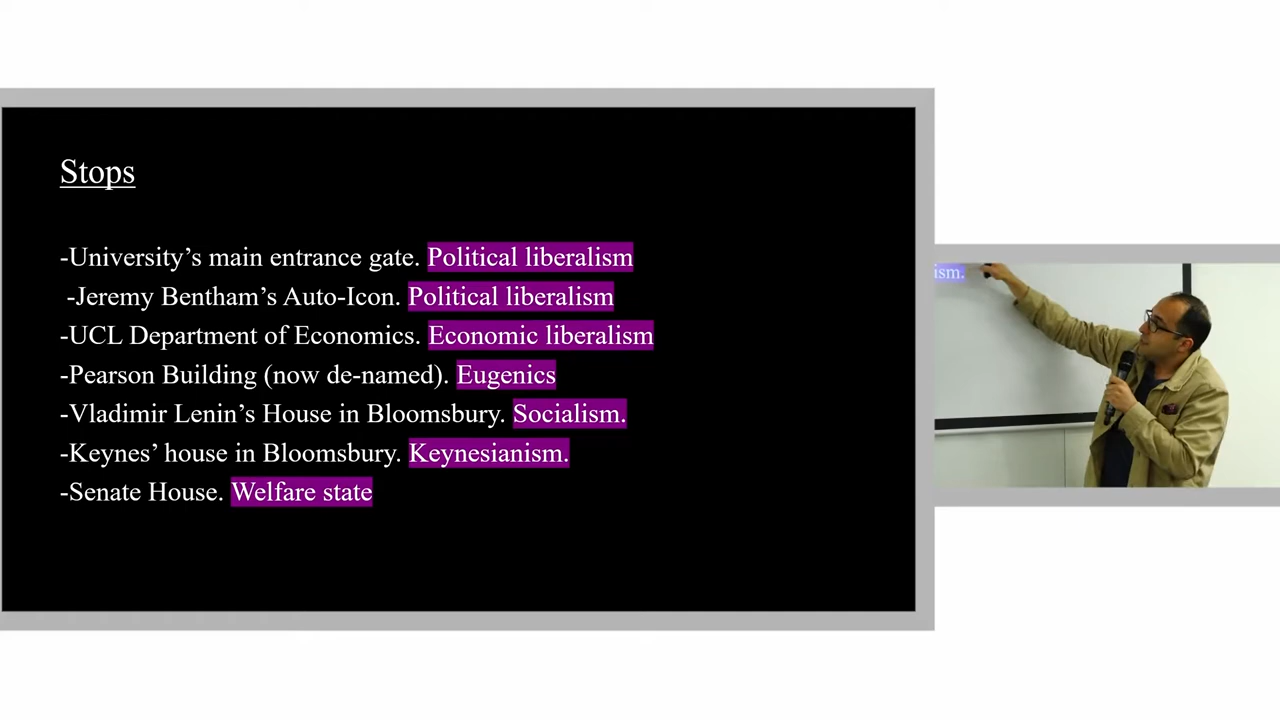 Stops
-University’s main entrance gate. Political liberalism
-Jeremy Bentham’s Auto-Icon. Political liberalism
-UCL Department of Economics. Economic liberalism
-Pearson Building (now de-named). Eugenics
-Vladimir Lenin’s House in Bloomsbury. Socialism.
-Keynes’ house in Bloomsbury. Keynesianism.
-Senate House. Welfare state
ism.